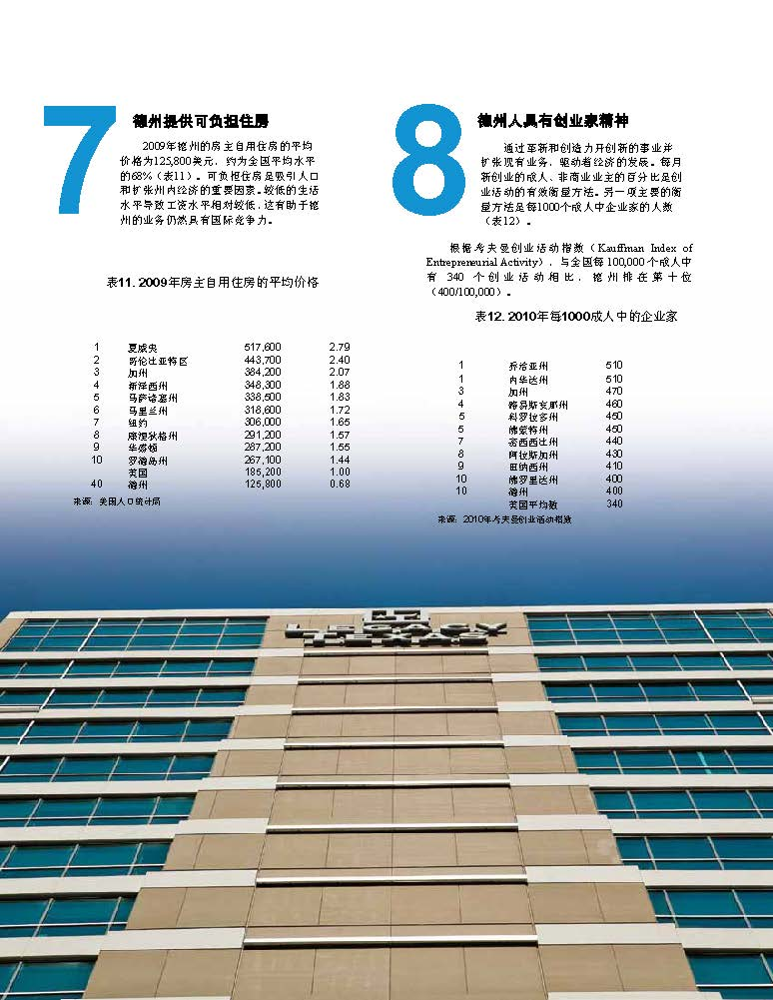 7
德州提供可负担住房
2009年德州的房主自用住房的平均
价格为125,800美元，约为全国平均水平
的68%（表11）。可负担住房是吸引人口
和扩张州内经济的重要因素。较低的生活
水平导致工资水平相对较低，这有助于德
州的业务仍然具有国际竞争力。
表11. 2009年房主自用住房的平均价格
1 夏威夷 517,600 2.79
2 哥伦比亚特区 443,700 2.40
3 加州 384,200 2.07
4 新泽西州 348,300 1.88
5 马萨诸塞州 338,500 1.83
6 马里兰州 318,600 1.72
7 纽约 306,000 1.65
8 康涅狄格州 291,200 1.57
9 华盛顿 287,200 1.55
10 罗德岛州 267,100 1.44
美国 185,200 1.00
40 德州 125,800 0.68
来源：美国人口统计局
8
德州人具有创业家精神
通过革新和创造力开创新的事业并
扩张现有业务，驱动着经济的发展。每月
新创业的成人、非商业业主的百分比是创
业活动的有效衡量方法。另一项主要的衡
量方法是每1000个成人中企业家的人数
（表12）。
根据考夫曼创业活动指数（Kauffman Index of
Entrepreneurial Activity），与全国每 100,000 个成人中
有 340 个创业活动相比，德州排在第十位
（400/100,000）。
表12. 2010年每1000成人中的企业家
1 乔治亚州 510
1 内华达州 510
3 加州 470
4 路易斯安那州 460
5 科罗拉多州 450
5 佛蒙特州 450
7 密西西比州 440
8 阿拉斯加州 430
9 田纳西州 410
10 佛罗里达州 400
10 德州 400
美国平均数 340
来源：2010年考夫曼创业活动指数
LEGACY
TEXAS